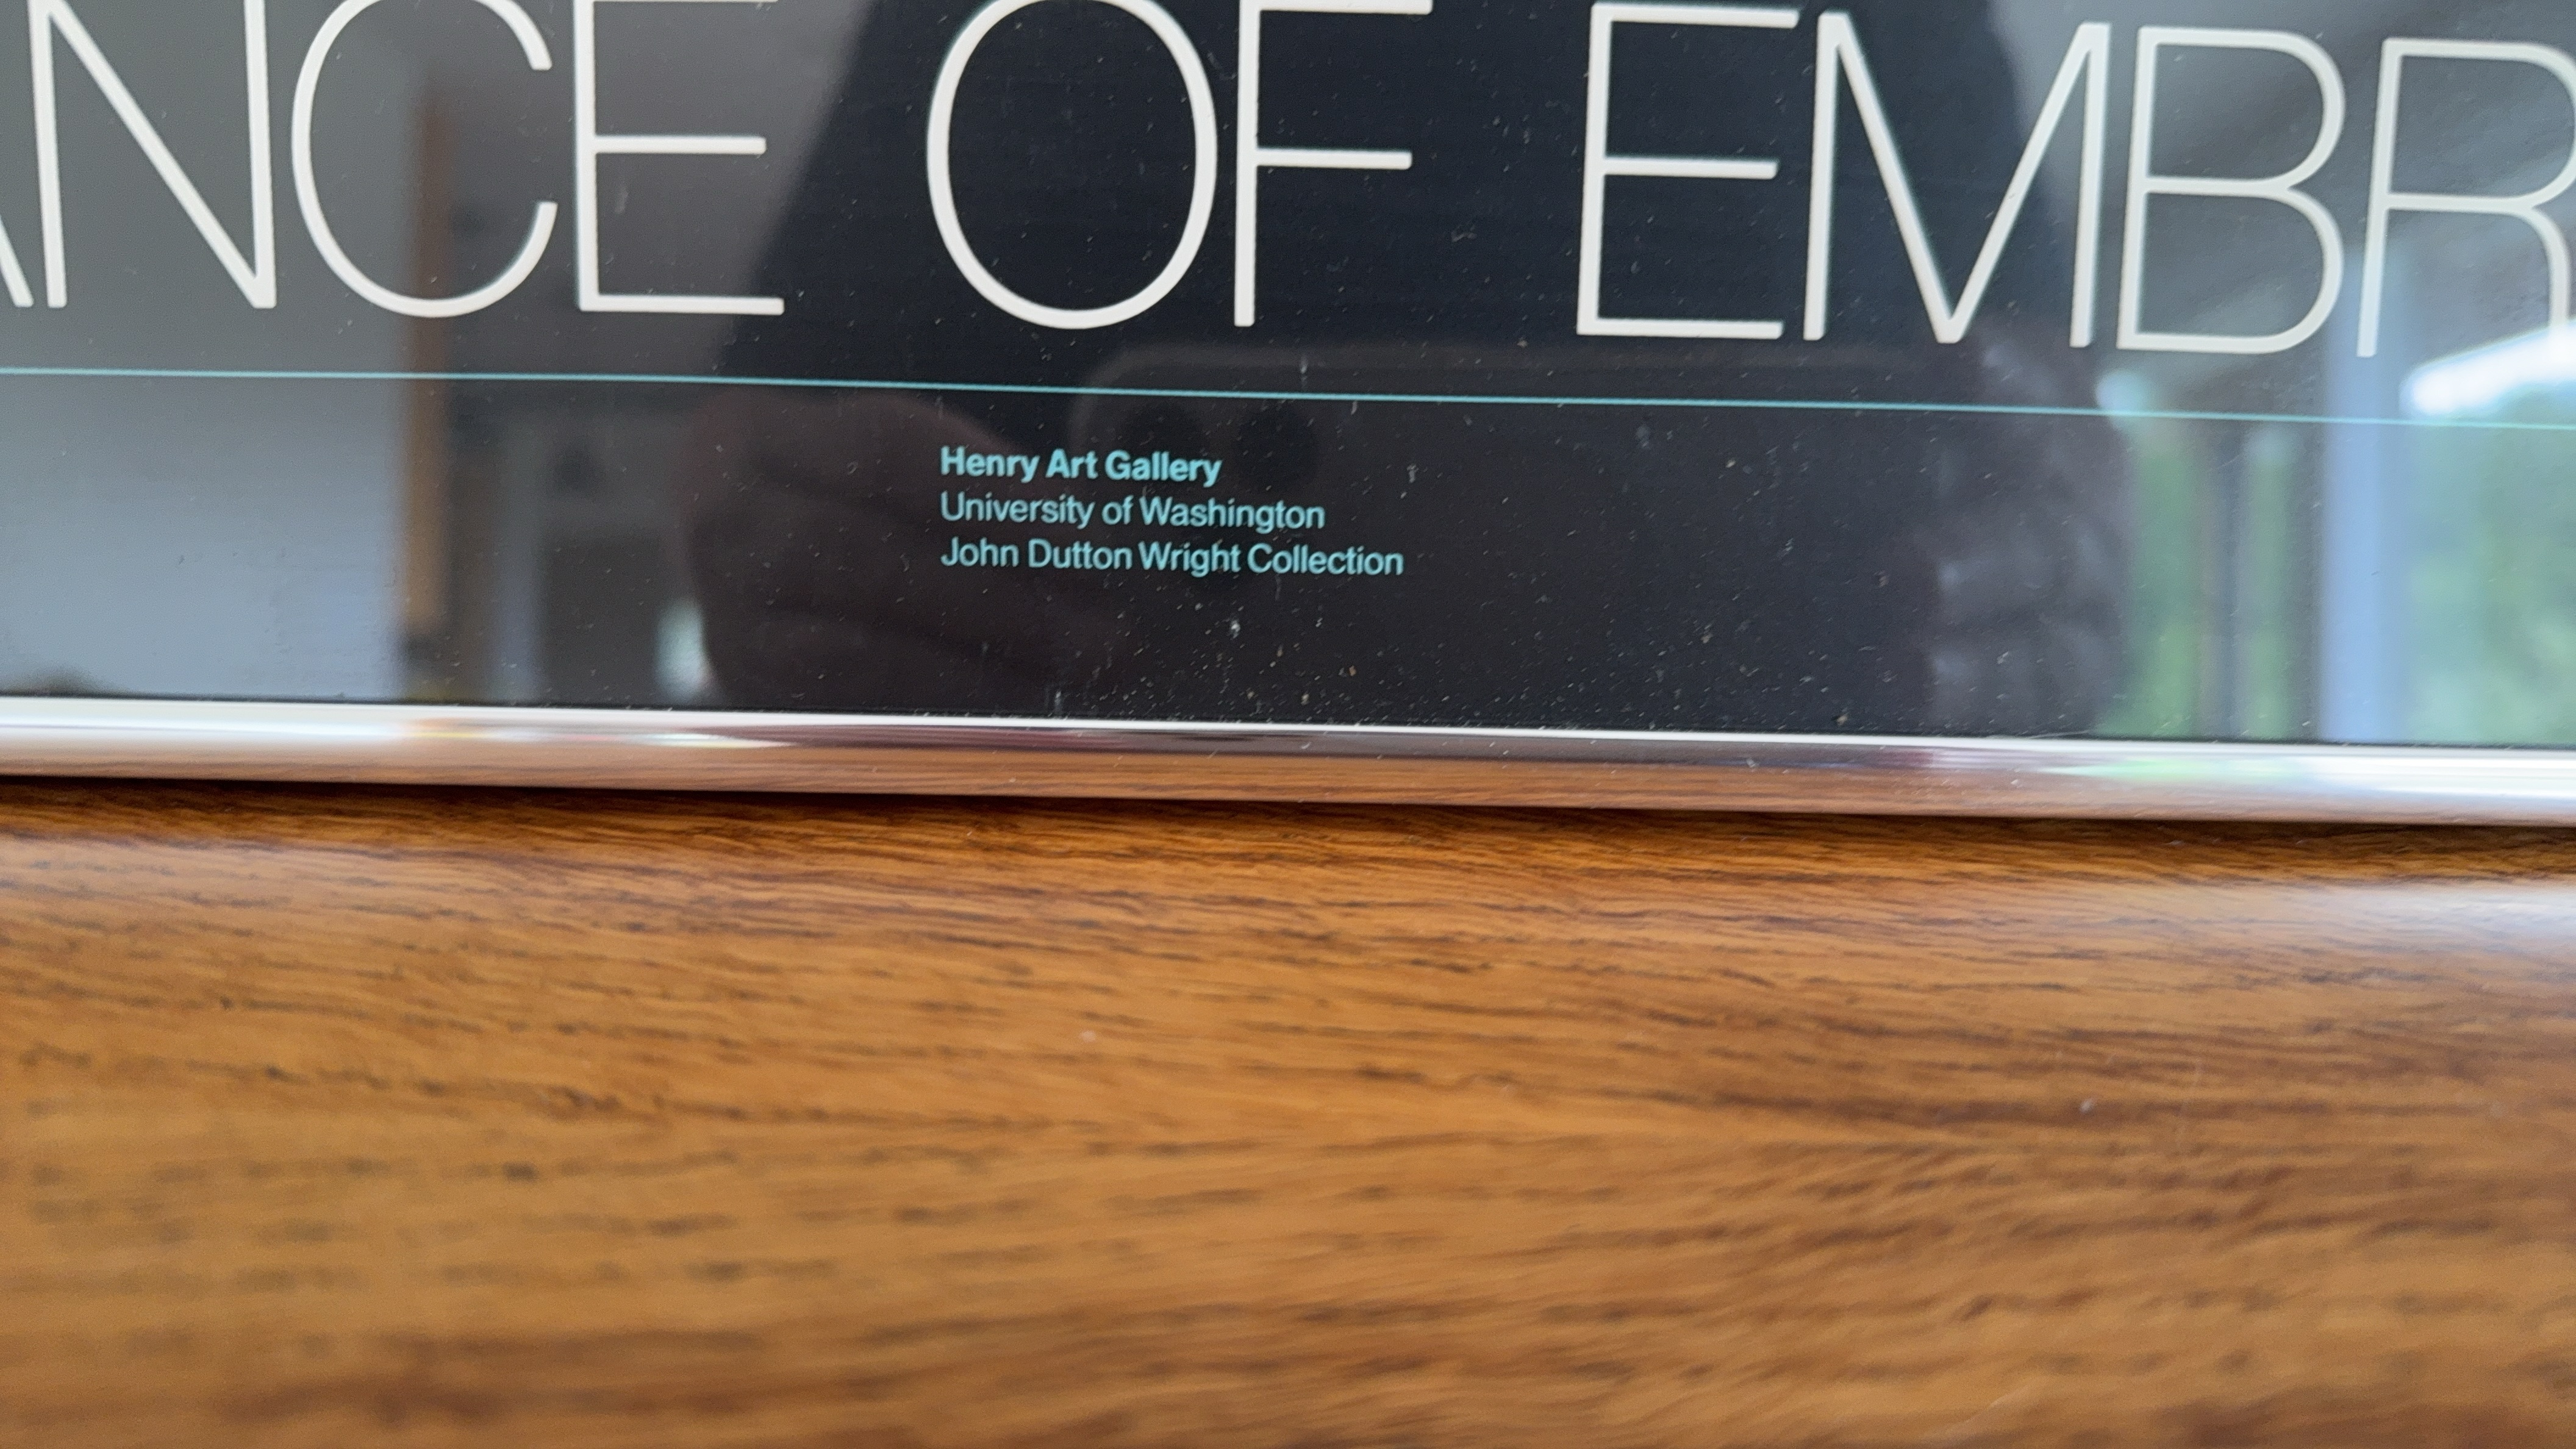 ANCE OF EMBR
Henry Art Gallery
University of Washington
John Dutton Wright Collection